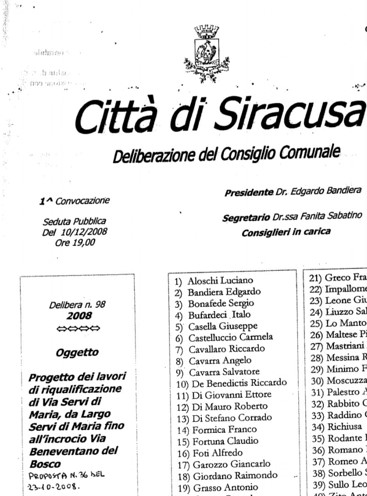 Città di Siracusa
Deliberazione del Consiglio Comunale
1^ Convocazione
Seduta Pubblica
Del 10/12/2008
Ore 19,00
Presidente Dr. Edgardo Bandiera
Segretario Dr.ssa Fanita Sabatino
Consiglieri in carica
Delibera n. 98
2008
Oggetto
Progetto dei lavori
di riqualificazione
di Via Servi di
Maria, da Largo
Servi di Maria fino
all'incrocio Via
Beneventano del
Bosco
PROPOSTA N. 36 DEL
23-10-2008.
1) Aloschi Luciano
2) Bandiera Edgardo
3) Bonafede Sergio
4) Bufardeci Italo
5) Casella Giuseppe
6) Castelluccio Carmela
7) Cavallaro Riccardo
8) Cavarra Angelo
9) Cavarra Salvatore
10) De Benedictis Riccardo
11) Di Giovanni Ettore
12) Di Mauro Roberto
13) Di Stefano Corrado
14) Formica Franco
15) Fortuna Claudio
16) Foti Alfredo
17) Garozzo Giancarlo
18) Giordano Raimondo
19) Grasso Antonio
21) Greco Fra
22) Impallome
23) Leone Giu
24) Liuzzo Sal
25) Lo Manto
26) Maltese Pi
27) Mastriani
28) Messina R
29) Minimo F
30) Moscuzza
31) Palestro A
32) Rabbito C
33) Raddino C
34) Richiusa
35) Rodante
36) Romano
37) Romeo A
38) Sorbello S
39) Sullo Leo